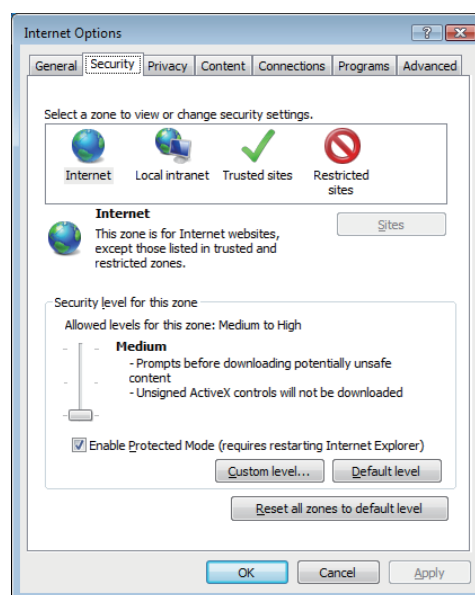 Internet Options
General Security Privacy Content Connections Programs Advanced
Select a zone to view or change security settings.
Internet Local intranet Trusted sites Restricted
sites
Internet
Sites
This zone is for Internet websites,
except those listed in trusted and
restricted zones.
Security level for this zone
Allowed levels for this zone: Medium to High
Medium
- Prompts before downloading potentially unsafe
content
- Unsigned ActiveX controls will not be downloaded
Enable Protected Mode (requires restarting Internet Explorer)
Custom level... Default level
Reset all zones to default level
OK Cancel Apply